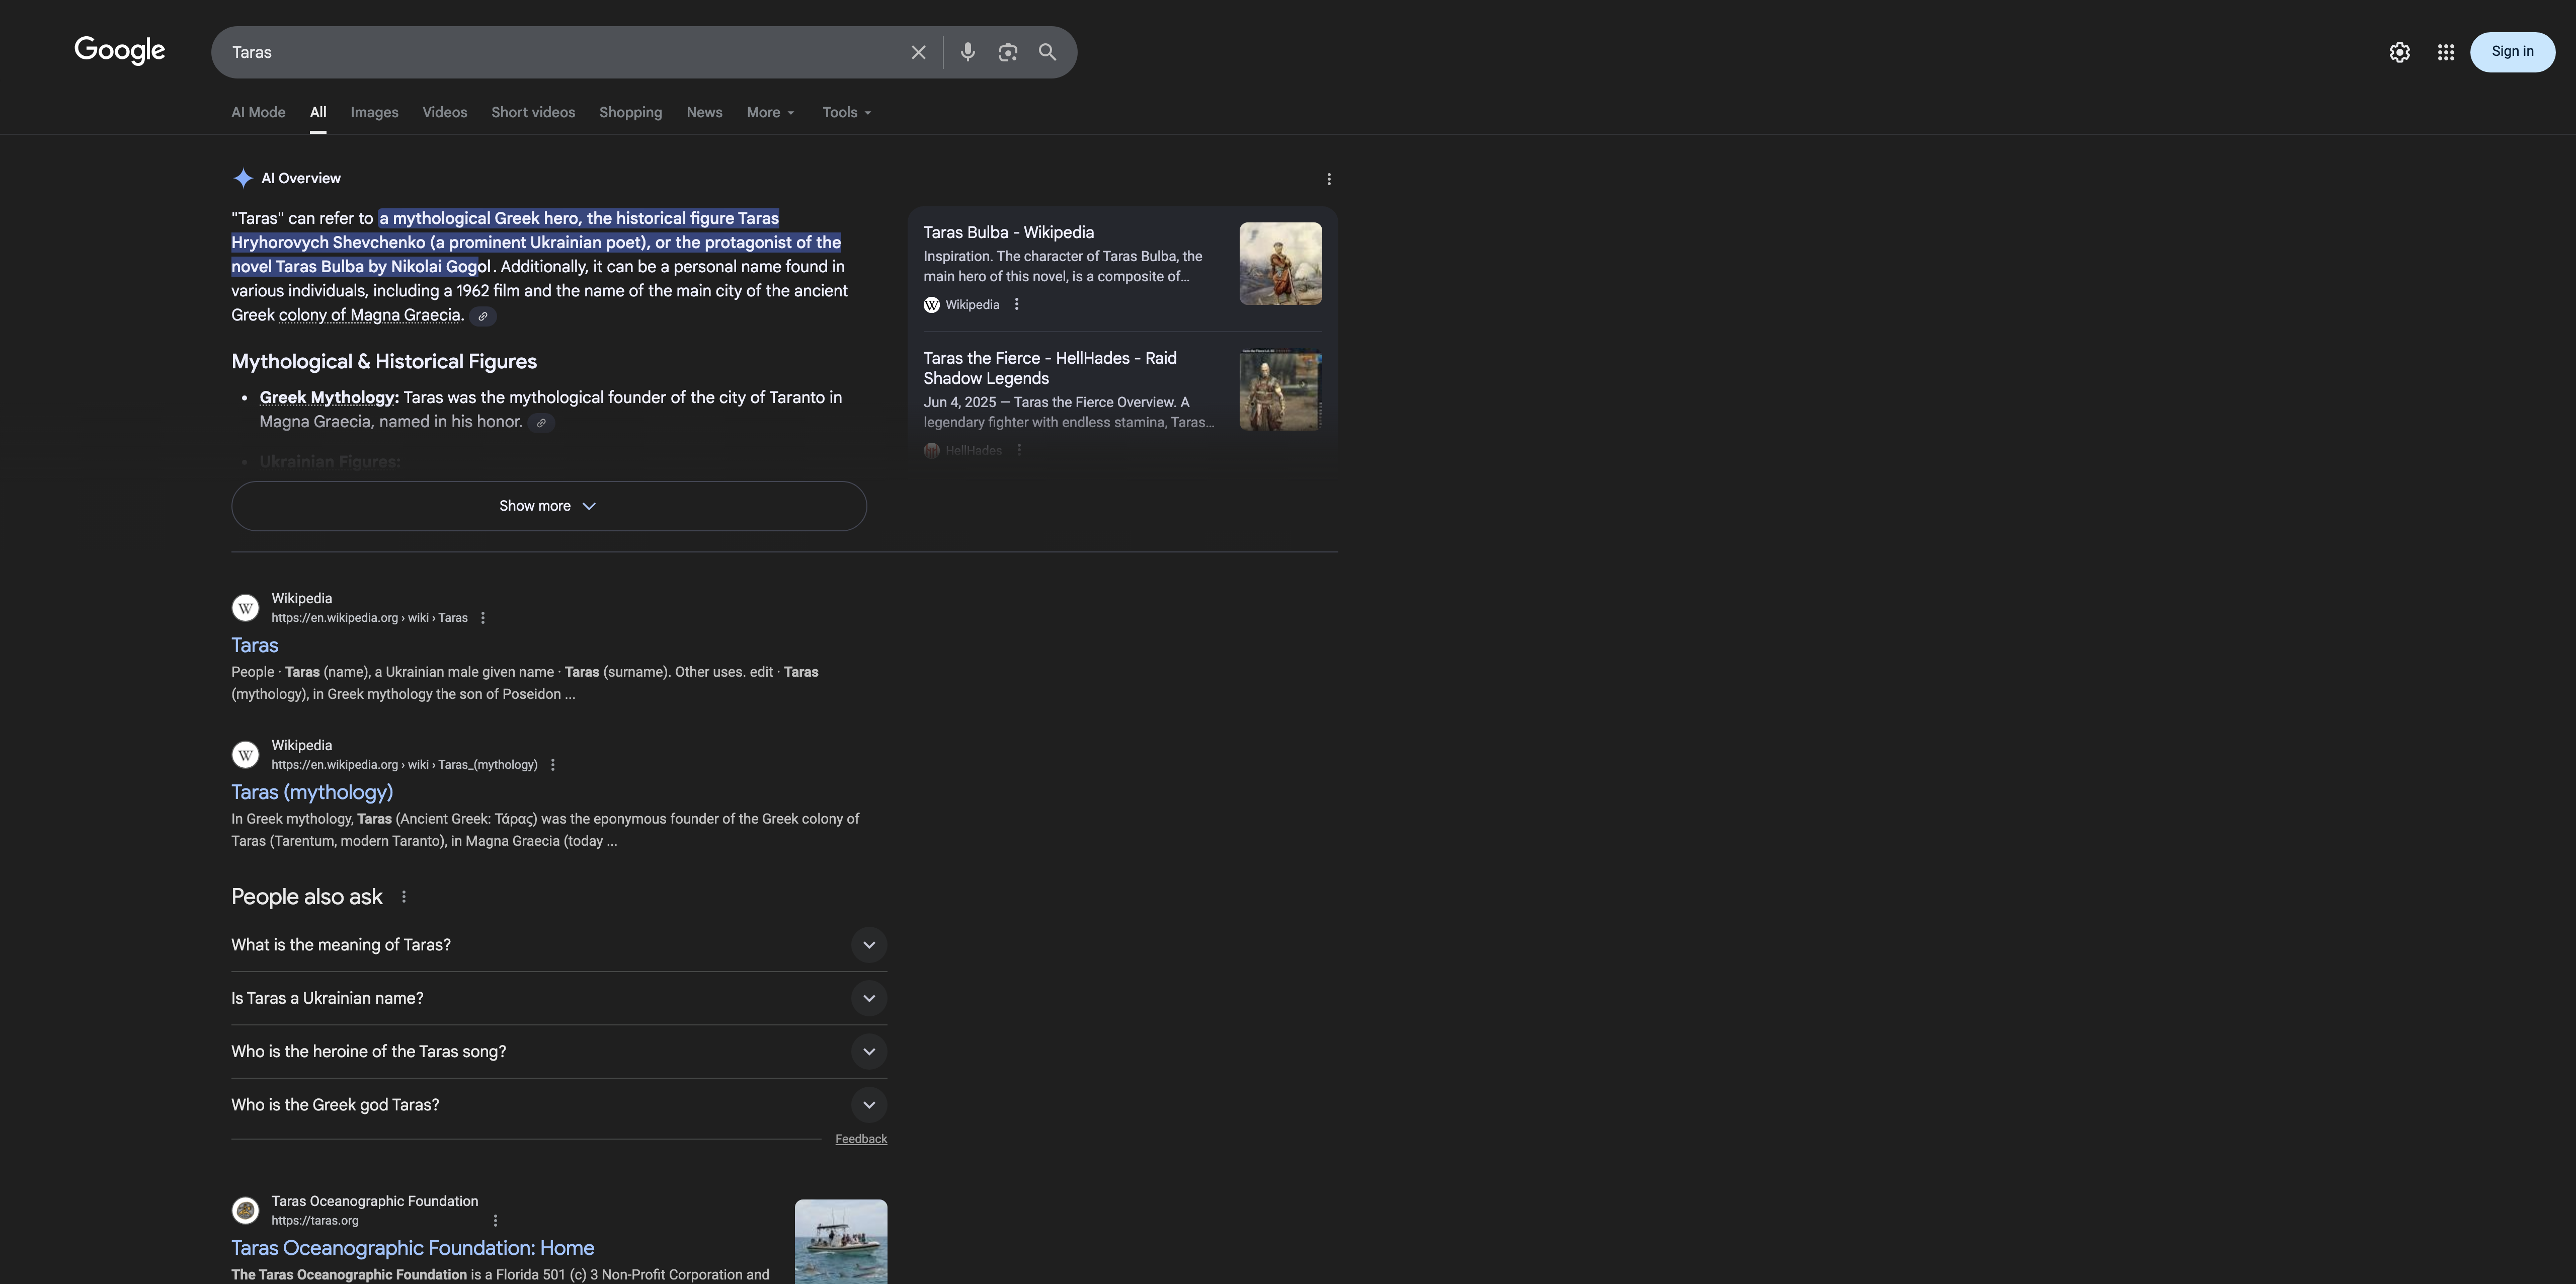 Google
Taras
Sign in
AI Mode
All
Images
Videos
Short videos
Shopping
News
More
Tools
AI Overview
"Taras" can refer to a mythological Greek hero, the historical figure Taras
Hryhorovych Shevchenko (a prominent Ukrainian poet), or the protagonist of the
novel Taras Bulba by Nikolai Gogol. Additionally, it can be a personal name found in
various individuals, including a 1962 film and the name of the main city of the ancient
Greek colony of Magna Graecia.
Mythological & Historical Figures
• Greek Mythology: Taras was the mythological founder of the city of Taranto in
Magna Graecia, named in his honor.
• Ukrainian Figures:
Show more
Taras Bulba - Wikipedia
Inspiration. The character of Taras Bulba, the
main hero of this novel, is a composite of...
W Wikipedia
Taras the Fierce - HellHades - Raid
Shadow Legends
Jun 4, 2025 — Taras the Fierce Overview. A
legendary fighter with endless stamina, Taras...
HellHades
W
Wikipedia
https://en.wikipedia.org › wiki › Taras
Taras
People · Taras (name), a Ukrainian male given name · Taras (surname). Other uses. edit · Taras
(mythology), in Greek mythology the son of Poseidon ...
W
Wikipedia
https://en.wikipedia.org › wiki › Taras_(mythology)
Taras (mythology)
In Greek mythology, Taras (Ancient Greek: Τάρας) was the eponymous founder of the Greek colony of
Taras (Tarentum, modern Taranto), in Magna Graecia (today ...
People also ask
What is the meaning of Taras?
Is Taras a Ukrainian name?
Who is the heroine of the Taras song?
Who is the Greek god Taras?
Feedback
Taras Oceanographic Foundation
https://taras.org
Taras Oceanographic Foundation: Home
The Taras Oceanographic Foundation is a Florida 501 (c) 3 Non-Profit Corporation and